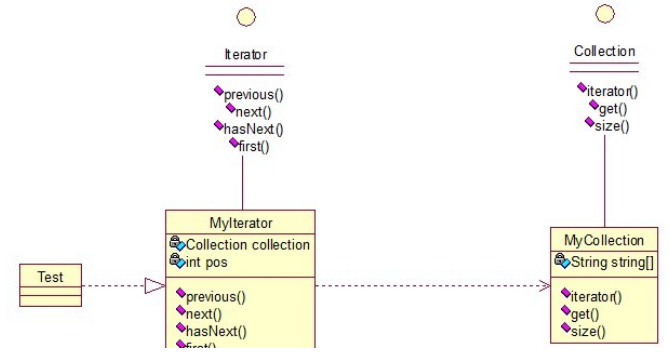 Iterator
previous()
next()
hasNext()
first()
Collection
iterator()
get()
size()
MyIterator
Collection collection
int pos
previous()
next()
hasNext()
first()
MyCollection
String string[]
iterator()
get()
size()
Test